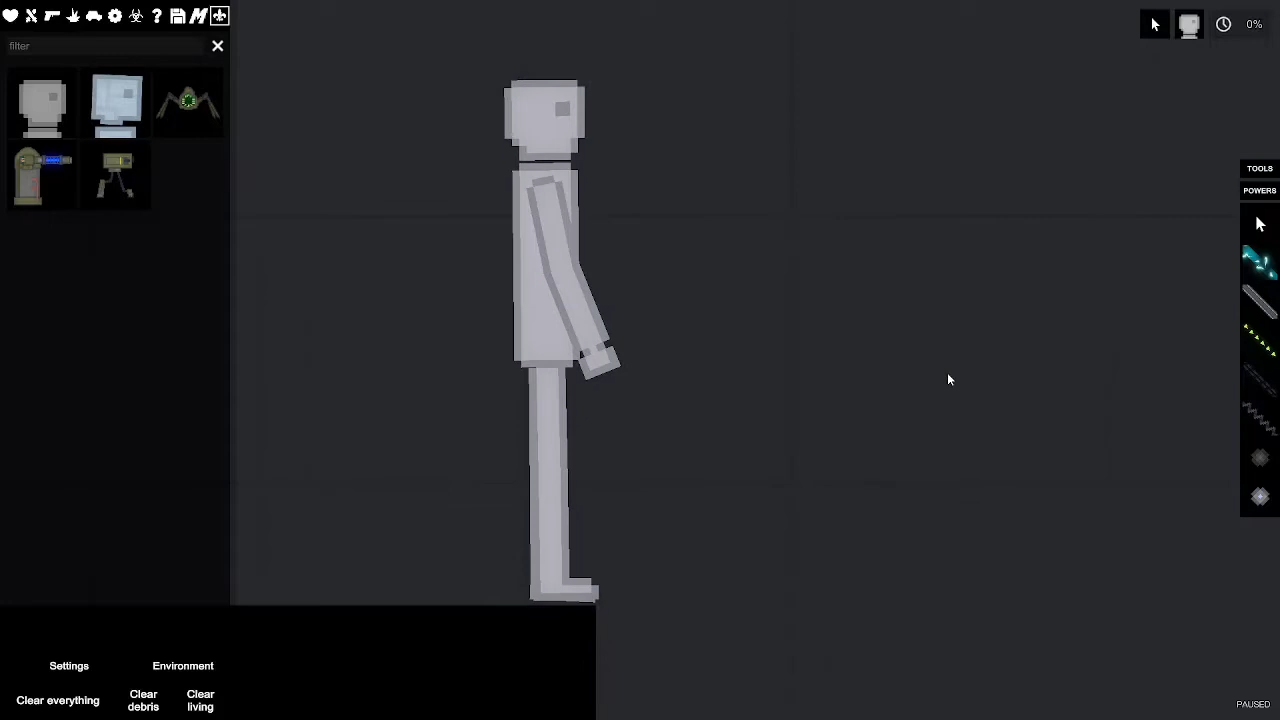 filter
0%
TOOLS
POWERS
Settings
Environment
Clear everything
Clear debris
Clear living
PAUSED